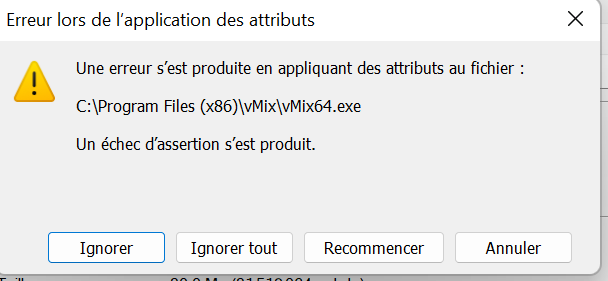 Erreur lors de l’application des attributs
Une erreur s’est produite en appliquant des attributs au fichier :
C:\Program Files (x86)\vMix\vMix64.exe
Un échec d’assertion s’est produit.
Ignorer
Ignorer tout
Recommencer
Annuler